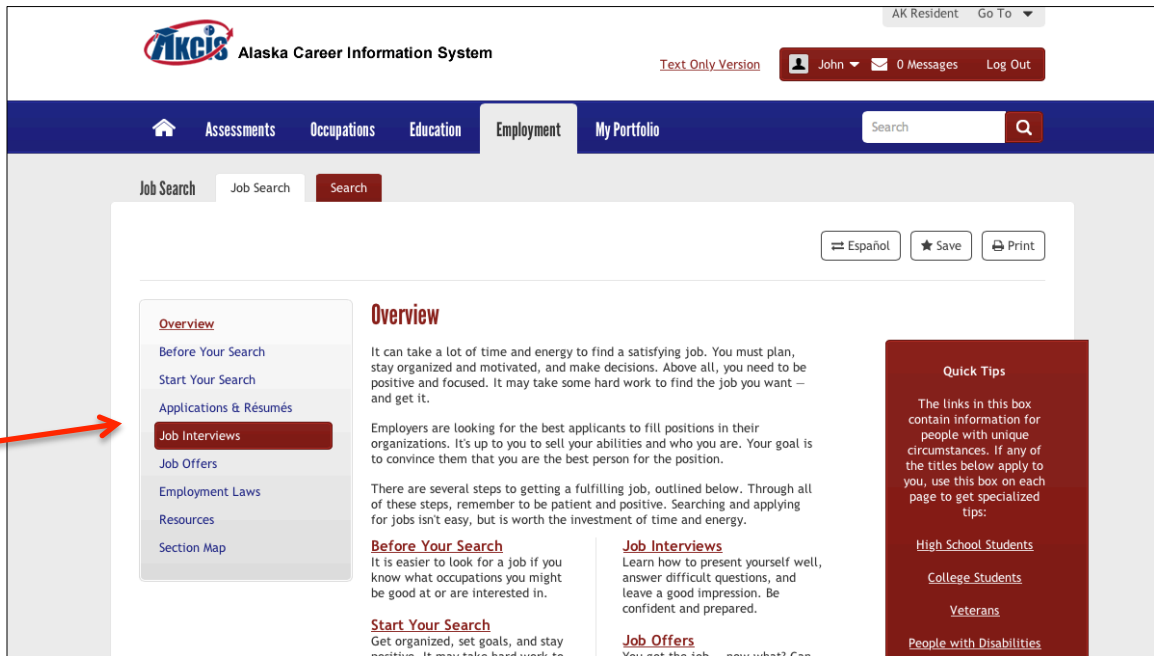 AK Resident Go To
AKCIS Alaska Career Information System
Text Only Version John 0 Messages Log Out
Assessments Occupations Education Employment My Portfolio Search
Job Search Job Search Search
Español Save Print
Overview
Before Your Search
Start Your Search
Applications & Résumés
Job Interviews
Job Offers
Employment Laws
Resources
Section Map
Overview
It can take a lot of time and energy to find a satisfying job. You must plan,
stay organized and motivated, and make decisions. Above all, you need to be
positive and focused. It may take some hard work to find the job you want —
and get it.
Employers are looking for the best applicants to fill positions in their
organizations. It's up to you to sell your abilities and who you are. Your goal is
to convince them that you are the best person for the position.
There are several steps to getting a fulfilling job, outlined below. Through all
of these steps, remember to be patient and positive. Searching and applying
for jobs isn't easy, but is worth the investment of time and energy.
Before Your Search
It is easier to look for a job if you
know what occupations you might
be good at or are interested in.
Start Your Search
Get organized, set goals, and stay
positive. It may take hard work to
Job Interviews
Learn how to present yourself well,
answer difficult questions, and
leave a good impression. Be
confident and prepared.
Job Offers
You got the job — now what? Can
Quick Tips
The links in this box
contain information for
people with unique
circumstances. If any of
the titles below apply to
you, use this box on each
page to get specialized
tips:
High School Students
College Students
Veterans
People with Disabilities